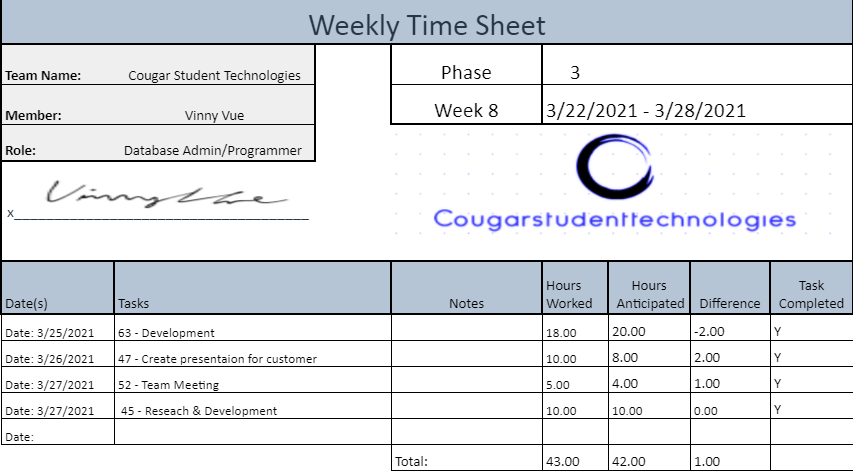 Weekly Time Sheet
Team Name: Cougar Student Technologies
Member: Vinny Vue
Role: Database Admin/Programmer
Phase 3
Week 8 3/22/2021 - 3/28/2021
Vinny Vue
x
Cougarstudenttechnologies
Date(s) Tasks Notes Hours Worked Hours Anticipated Difference Task Completed
Date: 3/25/2021 63 - Development 18.00 20.00 -2.00 Y
Date: 3/26/2021 47 - Create presentaion for customer 10.00 8.00 2.00 Y
Date: 3/27/2021 52 - Team Meeting 5.00 4.00 1.00 Y
Date: 3/27/2021 45 - Reseach & Development 10.00 10.00 0.00 Y
Date:
Total: 43.00 42.00 1.00